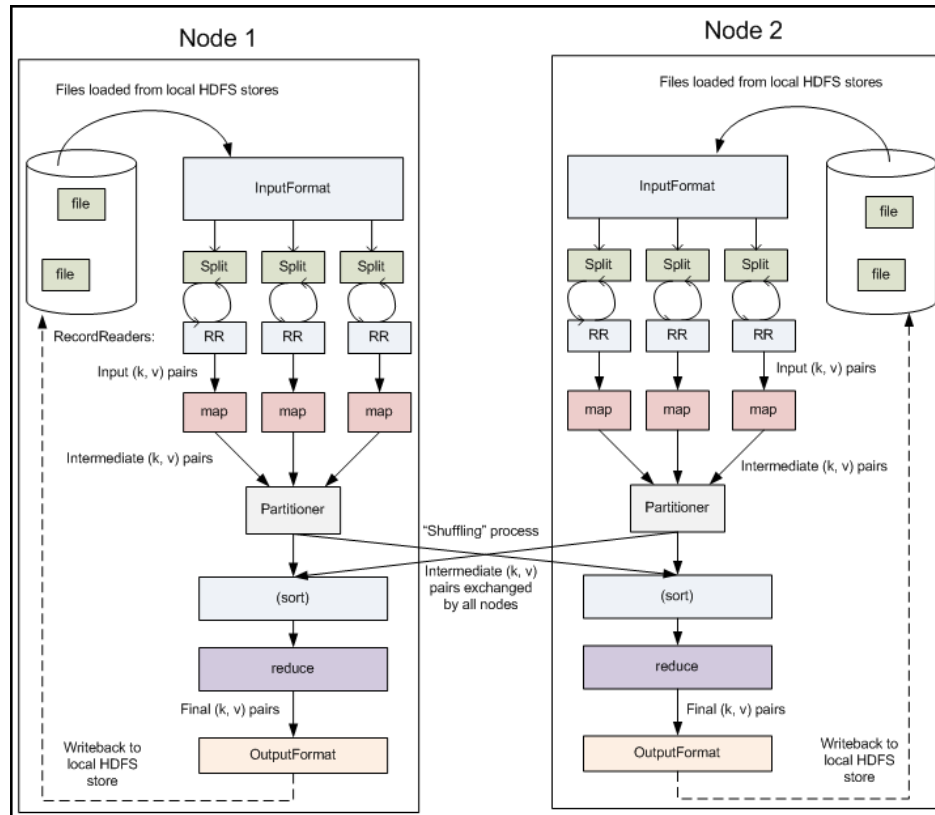 Node 1
Files loaded from local HDFS stores
InputFormat
file
file
Split
Split
Split
RecordReaders:
RR
RR
RR
Input (k, v) pairs
map
map
map
Intermediate (k, v) pairs
Partitioner
"Shuffling" process
Intermediate (k, v)
pairs exchanged
by all nodes
(sort)
reduce
Final (k, v) pairs
Writeback to
local HDFS
store
OutputFormat
Node 2
Files loaded from local HDFS stores
InputFormat
file
file
Split
Split
Split
RR
RR
RR
Input (k, v) pairs
map
map
map
Intermediate (k, v) pairs
Partitioner
(sort)
reduce
Final (k, v) pairs
OutputFormat
Writeback to
local HDFS
store